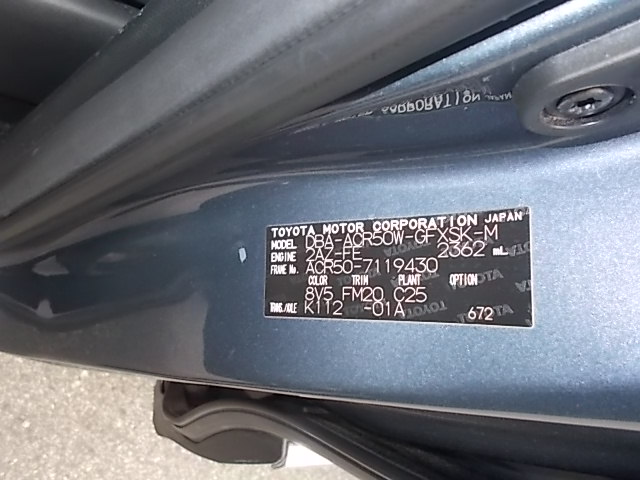 CORPORATION
TOYOTA MOTOR CORPORATION JAPAN
MODEL DBA-ACR50W-GFXSK-M
ENGINE 2AZ-FE 2362 mL
FRAME No. ACR50-7119430
COLOR TRIM PLANT OPTION
8V5 FM20 C25
TRANS./AXLE K112 -01A 672